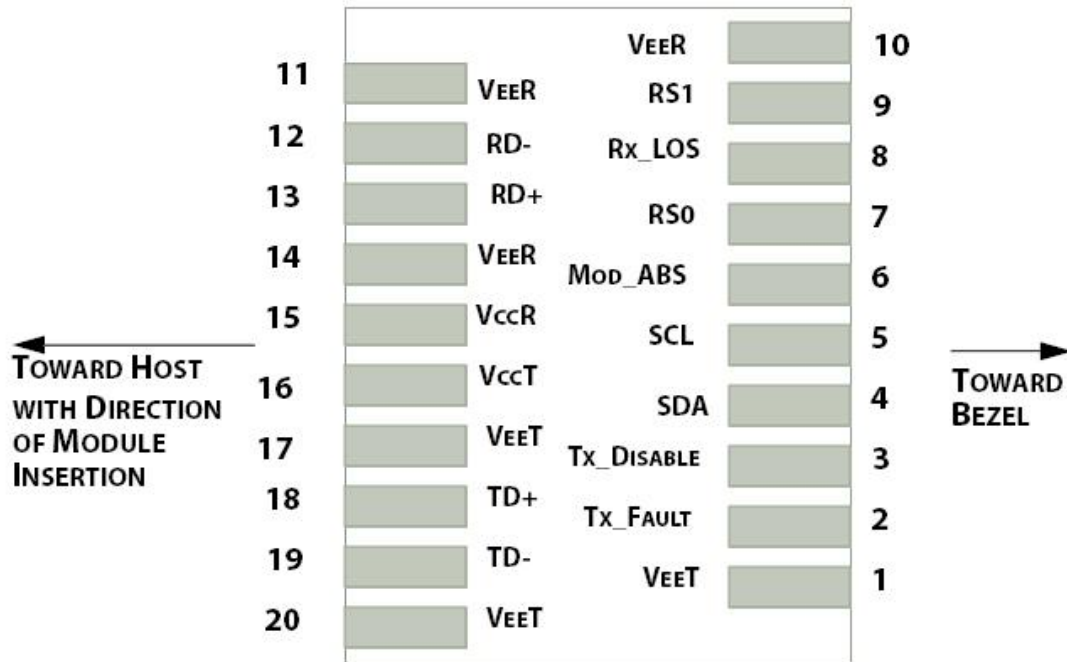 11 VEER
12 RD-
13 RD+
14 VEER
15 VCCR
16 VCCT
17 VEET
18 TD+
19 TD-
20 VEET
VEER 10
RS1 9
RX_LOS 8
RS0 7
MOD_ABS 6
SCL 5
SDA 4
TX_DISABLE 3
TX_FAULT 2
VEET 1
TOWARD HOST
WITH DIRECTION
OF MODULE
INSERTION
TOWARD
BEZEL